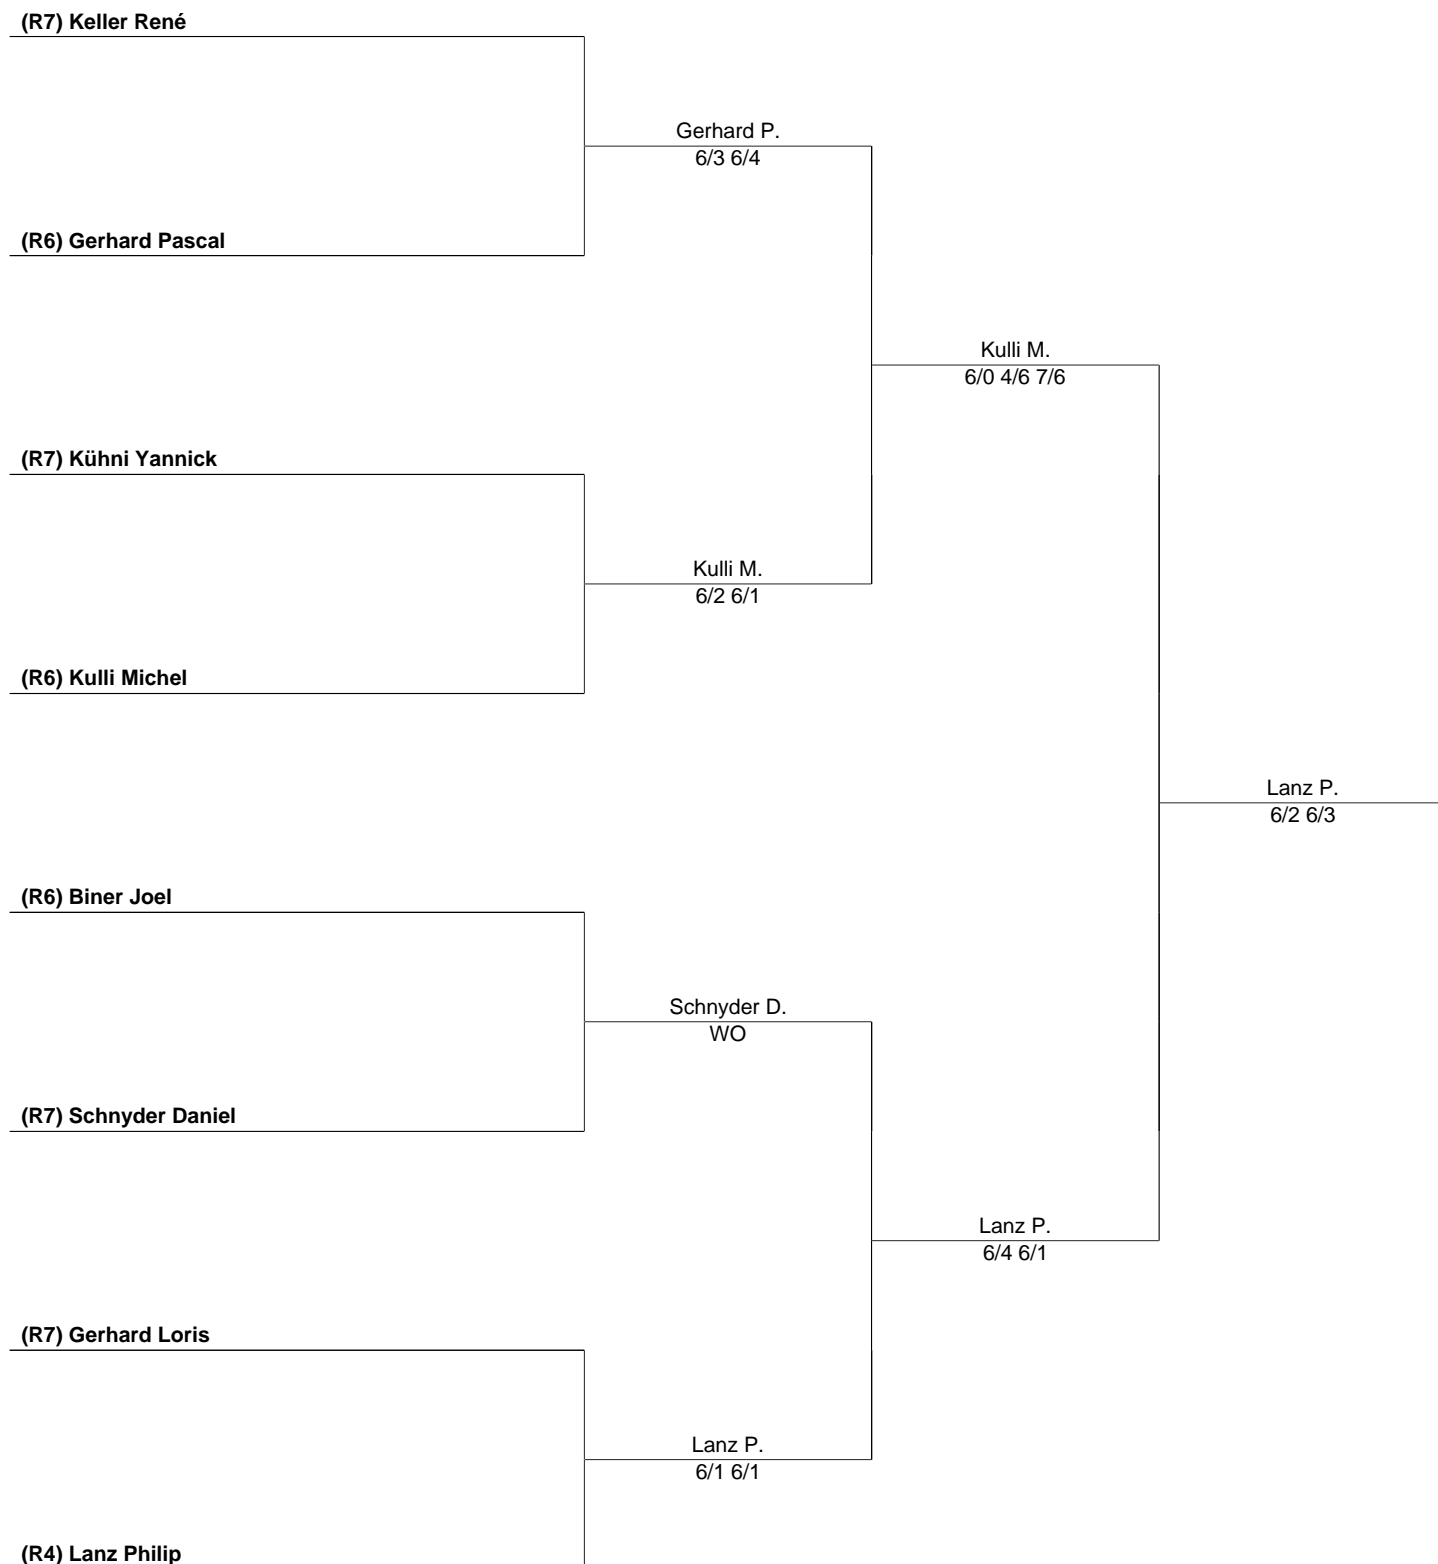 (R7) Keller René
Gerhard P.
6/3 6/4
(R6) Gerhard Pascal
Kulli M.
6/0 4/6 7/6
(R7) Kühni Yannick
Kulli M.
6/2 6/1
(R6) Kulli Michel
Lanz P.
6/2 6/3
(R6) Biner Joel
Schnyder D.
WO
(R7) Schnyder Daniel
Lanz P.
6/4 6/1
(R7) Gerhard Loris
Lanz P.
6/1 6/1
(R4) Lanz Philip